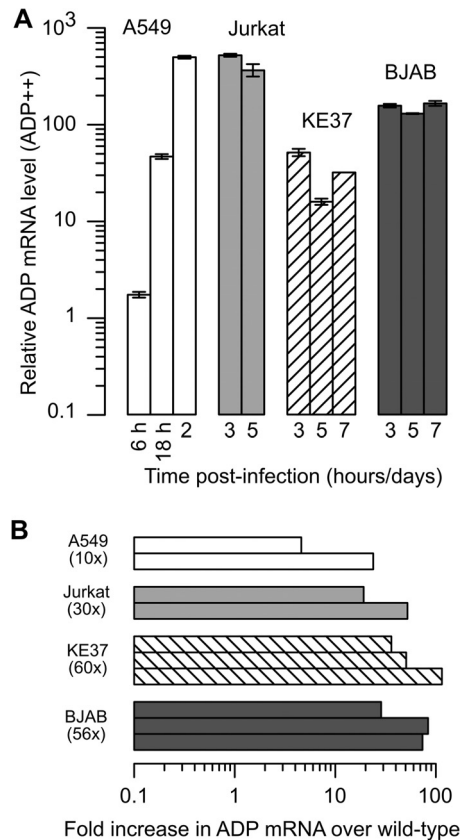 A
A549
Jurkat
KE37
BJAB
Relative ADP mRNA level (ADP++)
10³
100
10
1
0.1
6 h
18 h
2
3 5
3 5 7
3 5 7
Time post-infection (hours/days)
B
A549
(10x)
Jurkat
(30x)
KE37
(60x)
BJAB
(56x)
0.1 1 10 100
Fold increase in ADP mRNA over wild-type